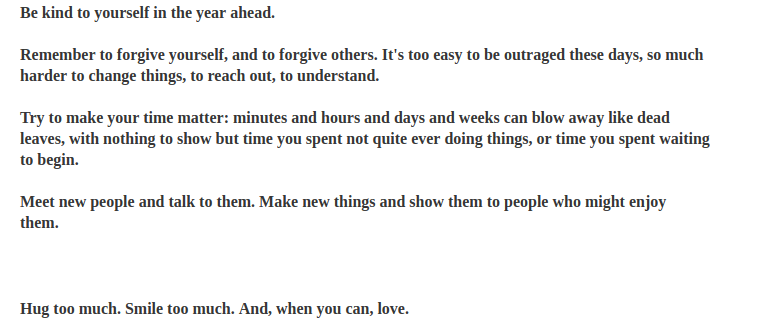 Be kind to yourself in the year ahead.
Remember to forgive yourself, and to forgive others. It's too easy to be outraged these days, so much
harder to change things, to reach out, to understand.
Try to make your time matter: minutes and hours and days and weeks can blow away like dead
leaves, with nothing to show but time you spent not quite ever doing things, or time you spent waiting
to begin.
Meet new people and talk to them. Make new things and show them to people who might enjoy
them.
Hug too much. Smile too much. And, when you can, love.